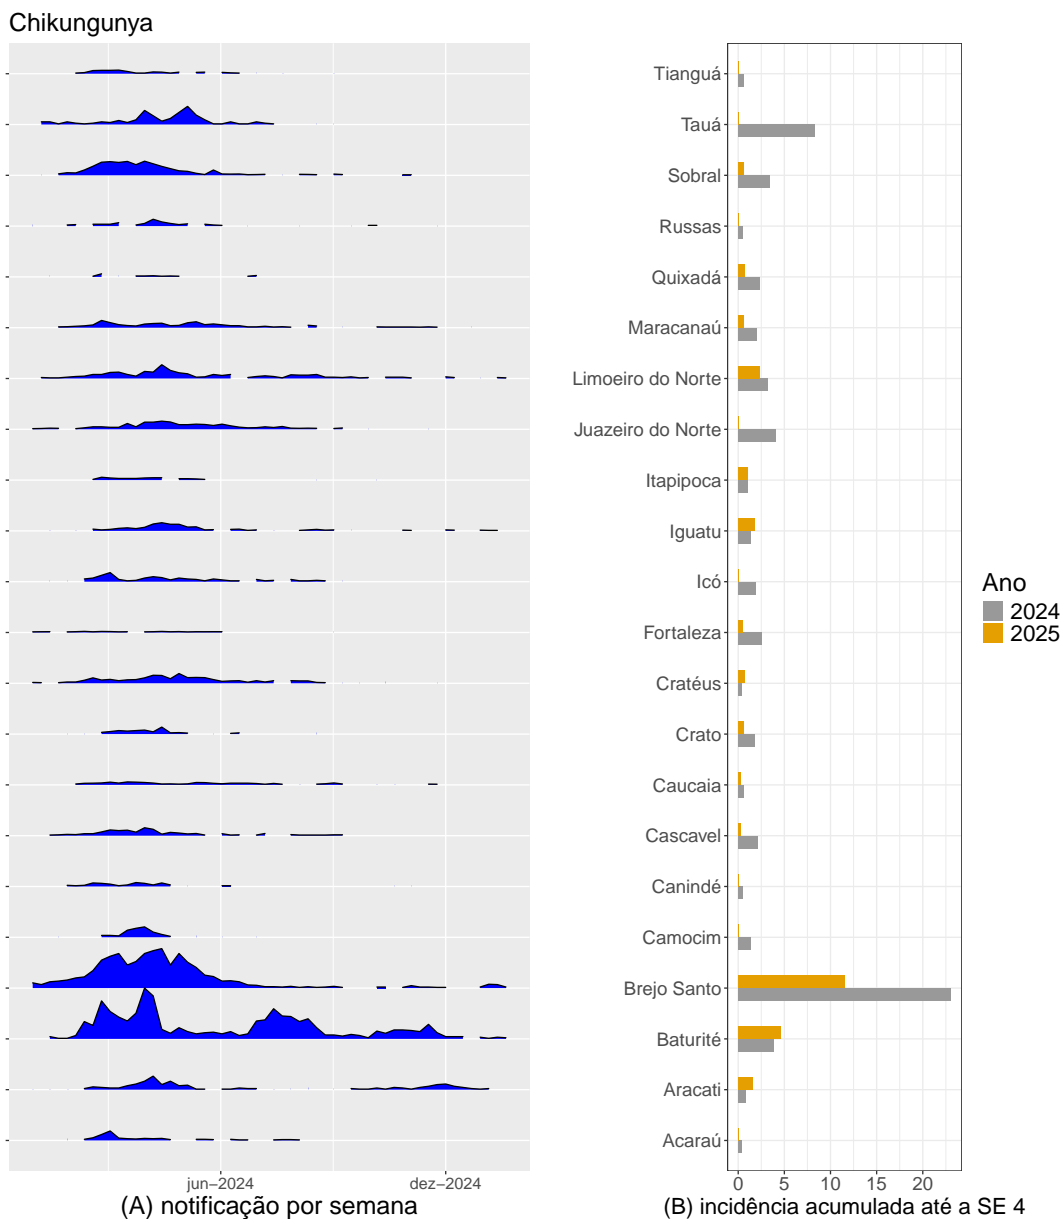 Chikungunya
Tianguá
Tauá
Sobral
Russas
Quixadá
Maracanaú
Limoeiro do Norte
Juazeiro do Norte
Itapipoca
Iguatu
Icó
Fortaleza
Cratéus
Crato
Caucaia
Cascavel
Canindé
Camocim
Brejo Santo
Baturité
Aracati
Acaraú
Ano
2024
2025
jun–2024 dez–2024
0 5 10 15 20
(A) notificação por semana
(B) incidência acumulada até a SE 4